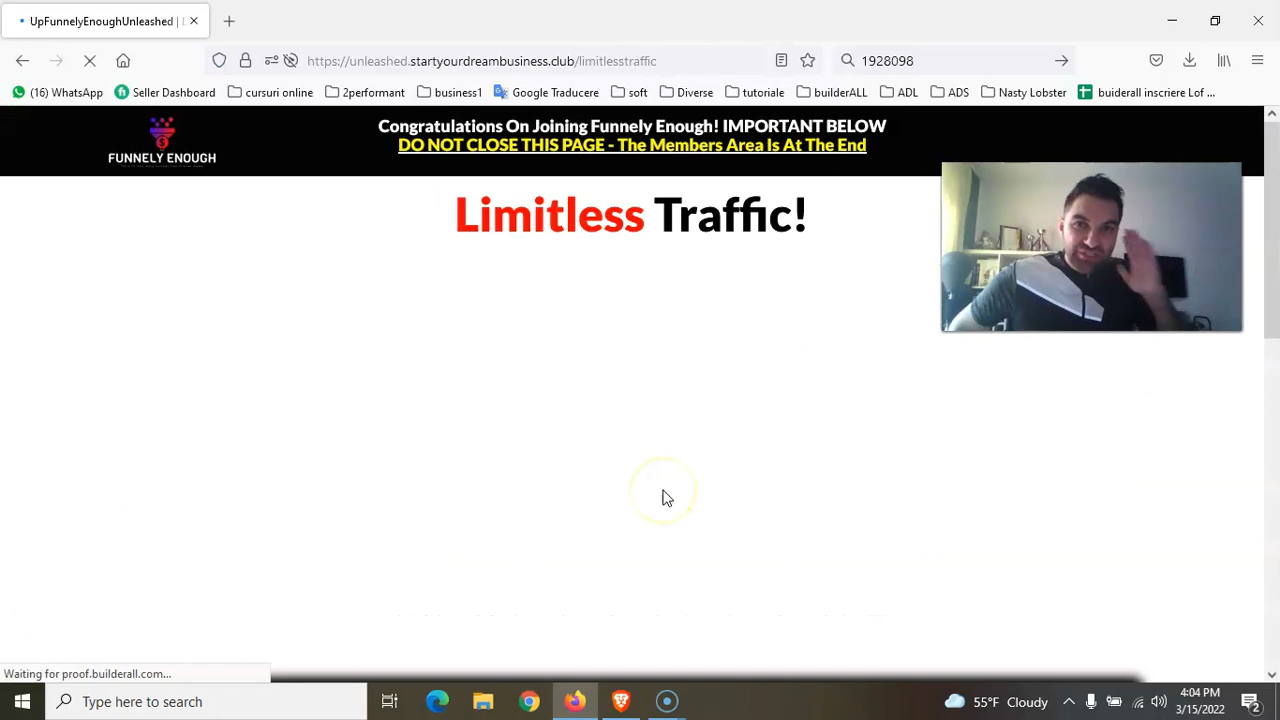 UpFunnelyEnoughUnleashed |
https://unleashed.startyourdreambusiness.club/limitlesstraffic
1928098
(16) WhatsApp
Seller Dashboard
cursuri online
2performant
business1
Google Traducere
soft
Diverse
tutoriale
builderALL
ADL
ADS
Nasty Lobster
buiderall inscriere Lof ...
FUNNELY ENOUGH
Congratulations On Joining Funnely Enough! IMPORTANT BELOW
DO NOT CLOSE THIS PAGE - The Members Area Is At The End
Limitless Traffic!
Waiting for proof.builderall.com...
Type here to search
55°F Cloudy
4:04 PM
3/15/2022
2